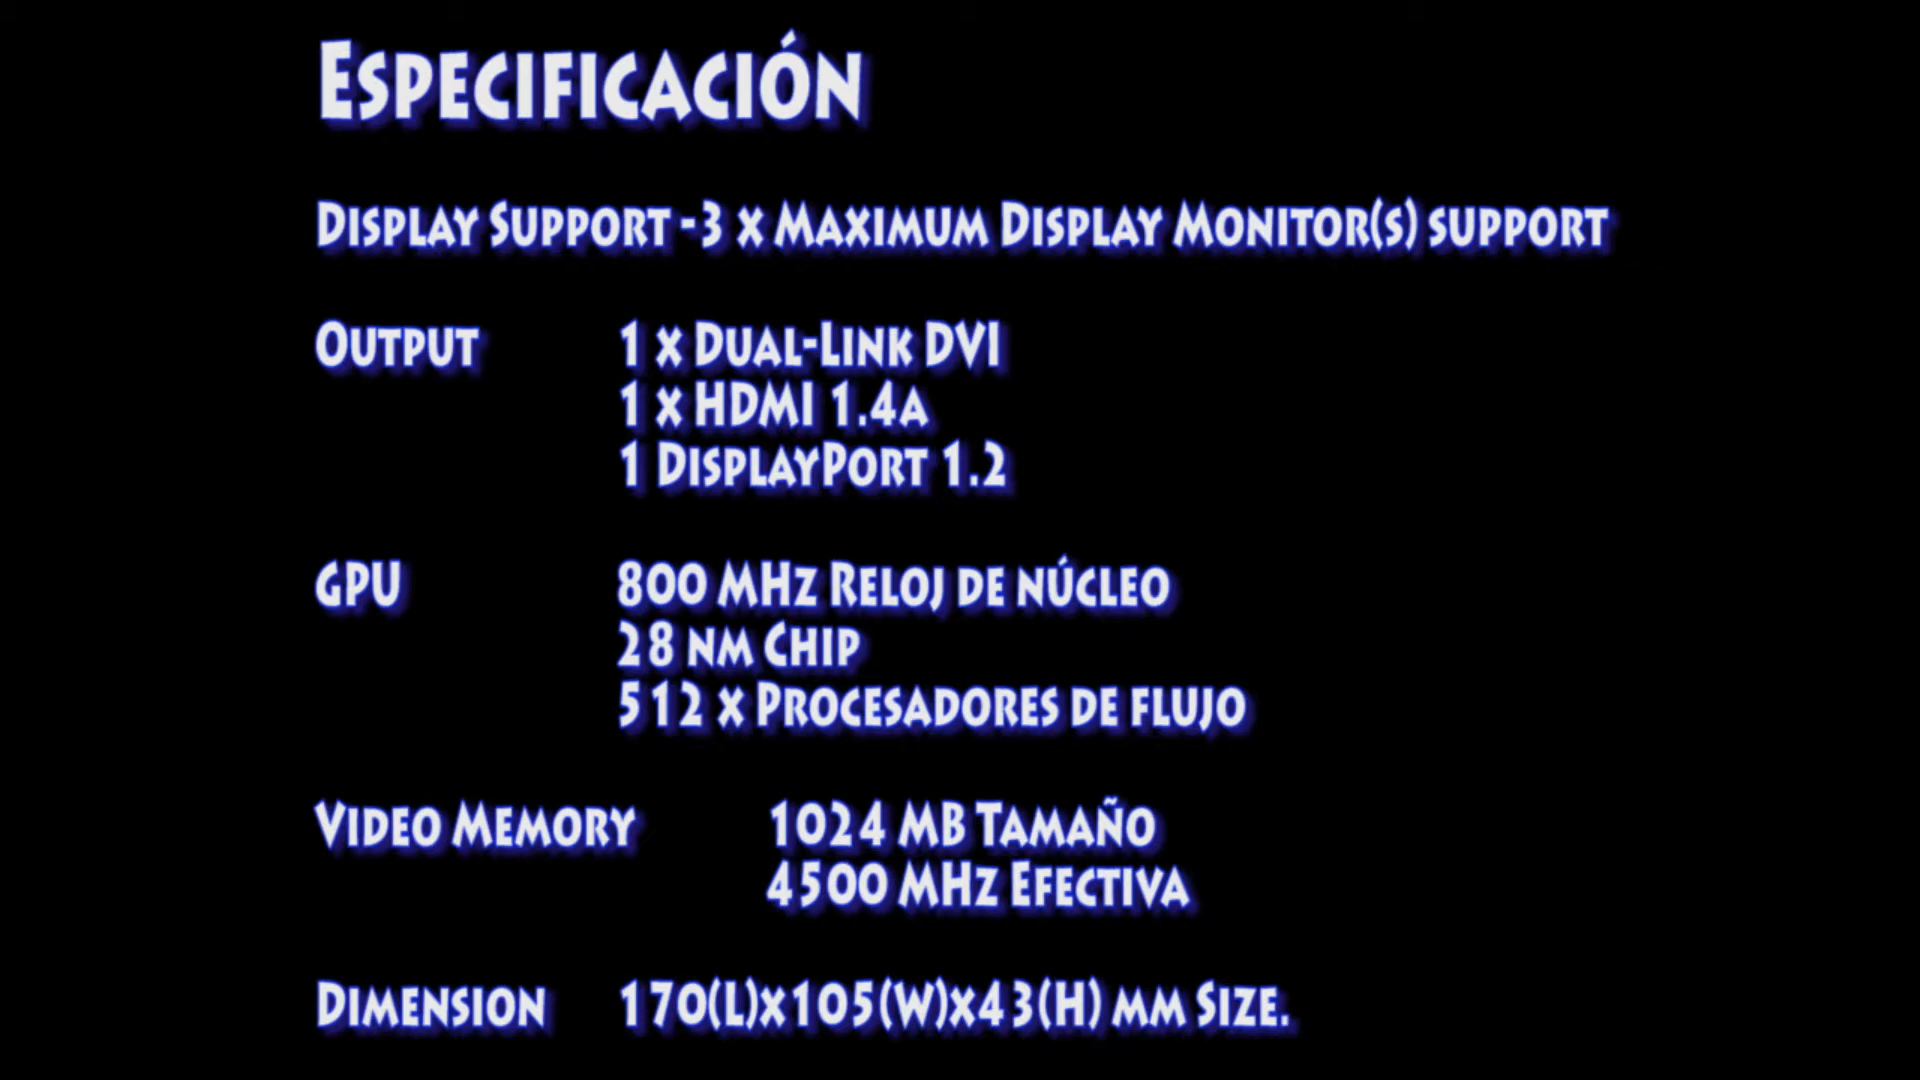 Especificación
Display Support -3 x Maximum Display Monitor(s) support
Output 1 x Dual-Link DVI
1 x HDMI 1.4a
1 DisplayPort 1.2
GPU 800 MHz Reloj de núcleo
28 nm Chip
512 x Procesadores de flujo
Video Memory 1024 MB Tamaño
4500 MHz Efectiva
Dimension 170(L)x105(W)x43(H) mm Size.